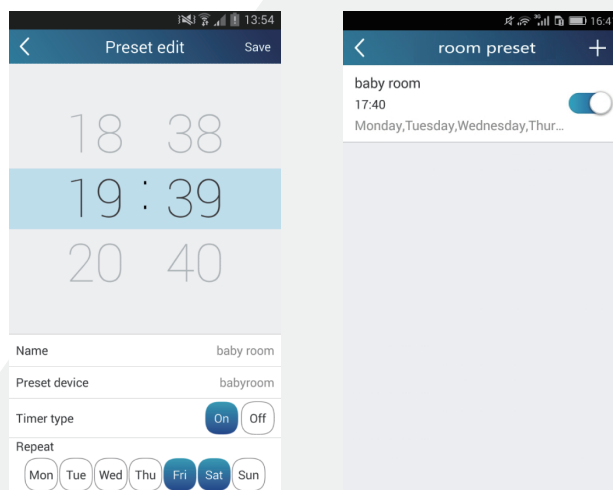 13:54
Preset edit
Save
18 38
19 : 39
20 40
Name baby room
Preset device babyroom
Timer type On Off
Repeat
Mon Tue Wed Thu Fri Sat Sun
3G 16:4
room preset +
baby room
17:40
Monday,Tuesday,Wednesday,Thur...